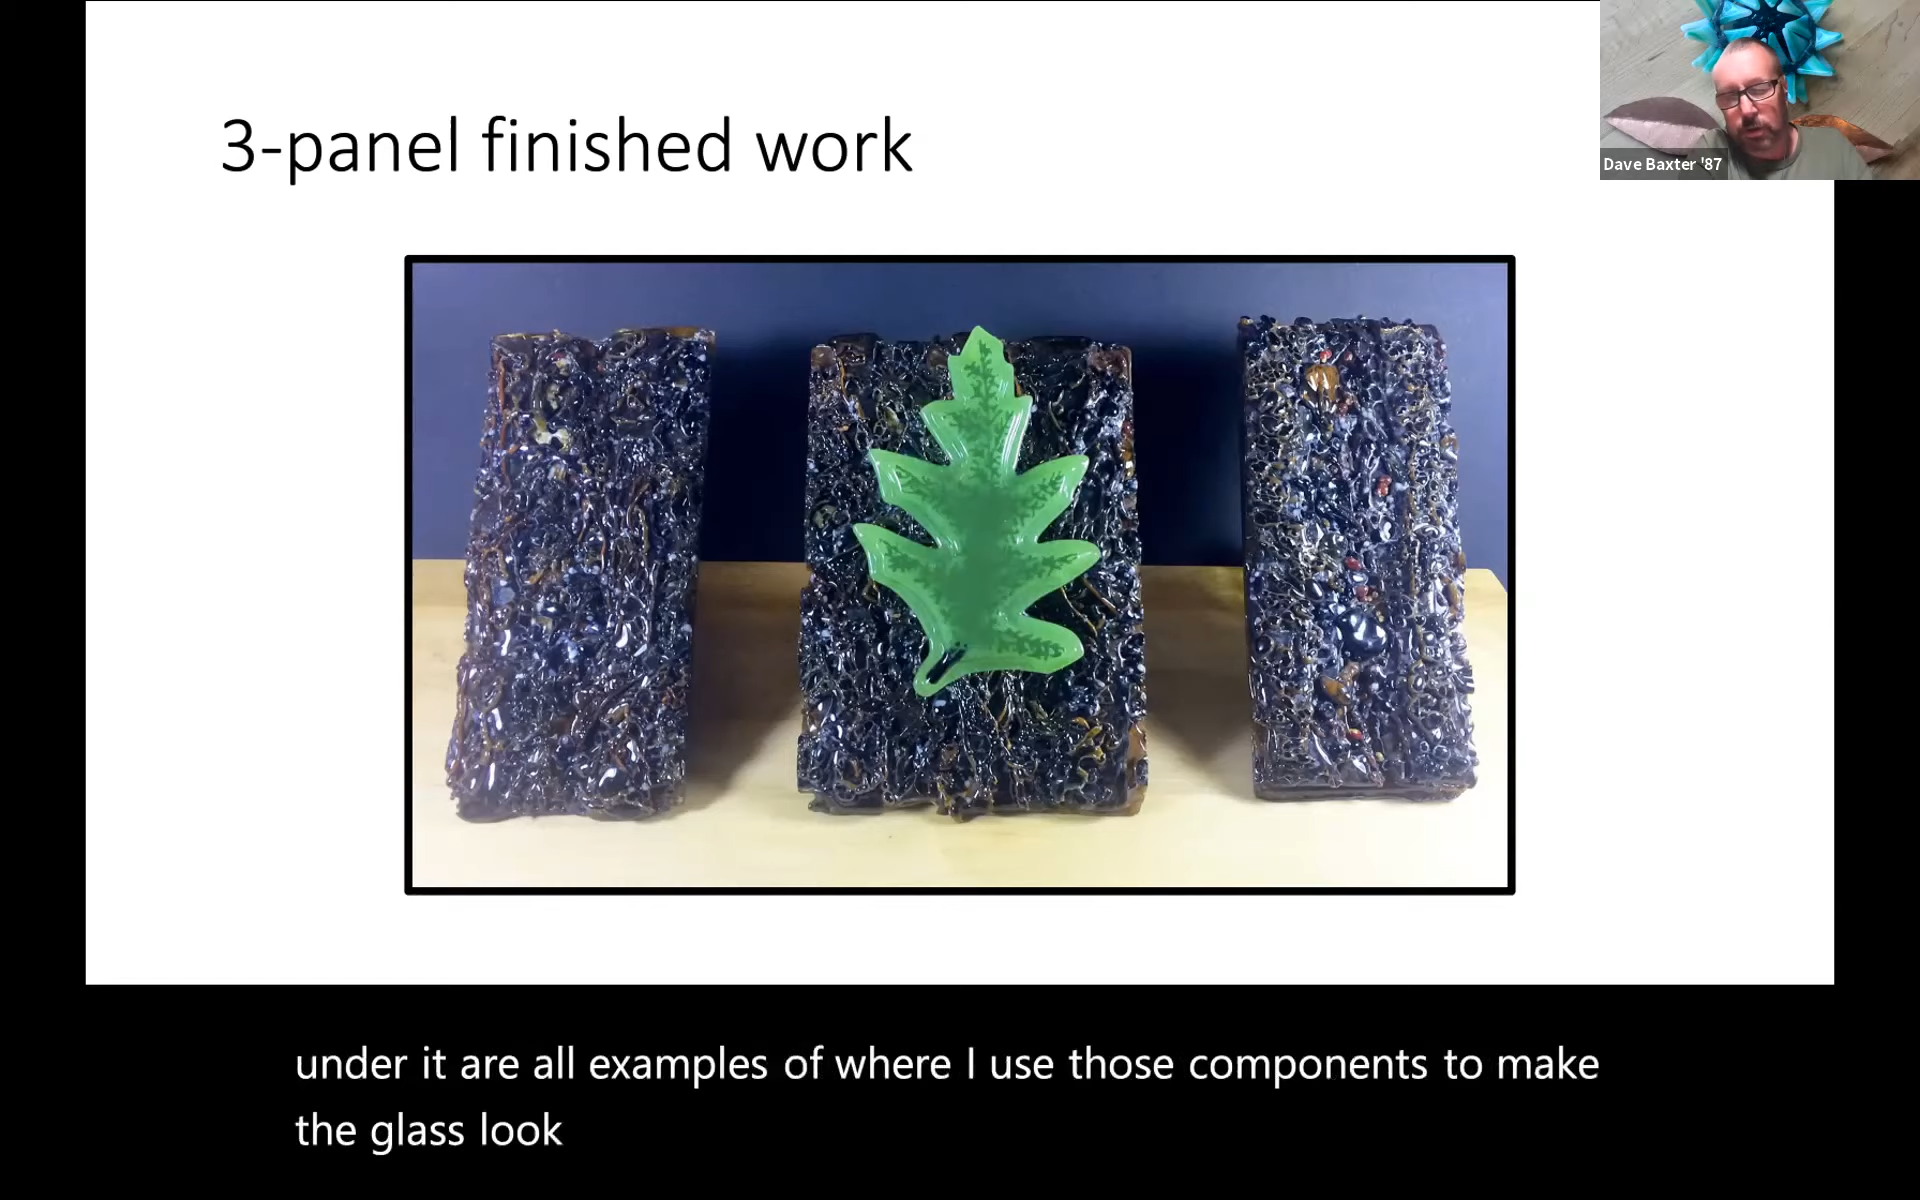 3-panel finished work
Dave Baxter '87
under it are all examples of where I use those components to make
the glass look